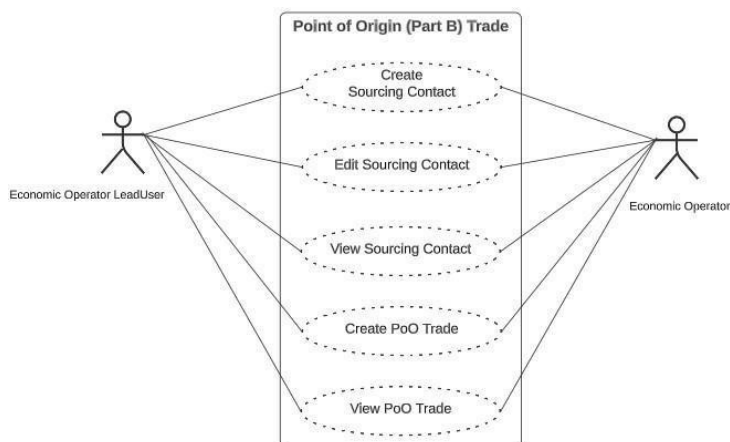 Point of Origin (Part B) Trade
Create
Sourcing Contact
Edit Sourcing Contact
Economic Operator LeadUser
Economic Operator
View Sourcing Contact
Create PoO Trade
View PoO Trade